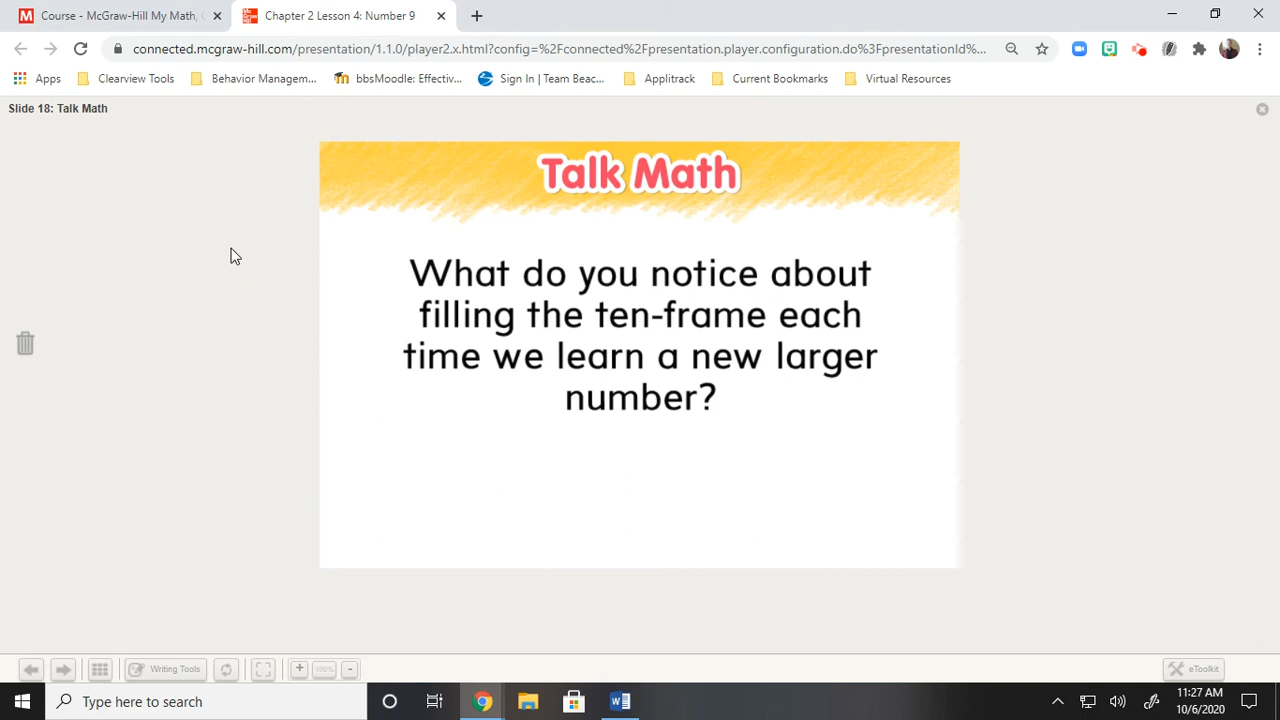 Course - McGraw-Hill My Math, 
Chapter 2 Lesson 4: Number 9
connected.mcgraw-hill.com/presentation/1.1.0/player2.x.html?config=%2Fconnected%2Fpresentation.player.configuration.do%3FpresentationId%...
Apps
Clearview Tools
Behavior Managem...
bbsMoodle: Effectiv...
Sign In | Team Beac...
Applitrack
Current Bookmarks
Virtual Resources
Slide 18: Talk Math
Talk Math
What do you notice about
filling the ten-frame each
time we learn a new larger
number?
Writing Tools
100%
eToolkit
Type here to search
11:27 AM
10/6/2020